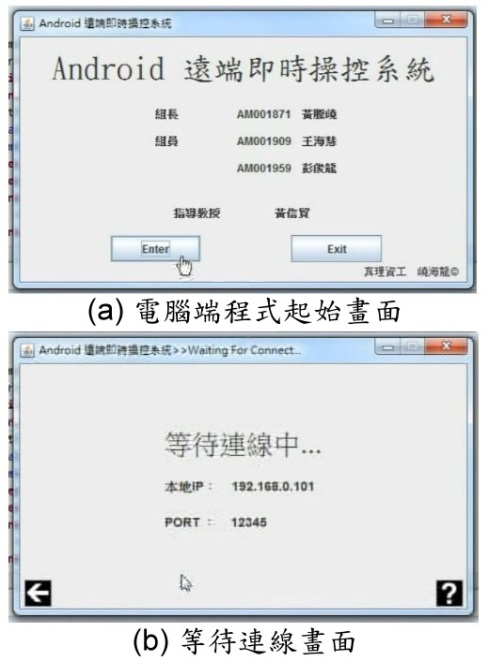 Android 遠端即時操控系統
Android 遠端即時操控系統
組長 AM001871 黃勝嶢
組員 AM001909 王海慧
AM001959 彭俊龍
指導教授 黃信貿
Enter Exit
真理資工 嶢海龍©
(a) 電腦端程式起始畫面
Android 遠端即時操控系統>>Waiting For Connect...
等待連線中...
本地IP： 192.168.0.101
PORT： 12345
(b) 等待連線畫面